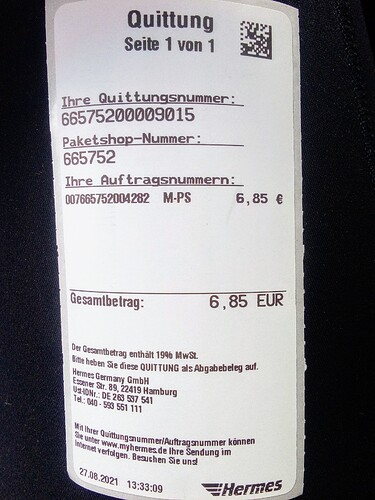 Quittung
Seite 1 von 1
Ihre Quittungsnummer:
66575200009015
Paketshop-Nummer:
665752
Ihre Auftragsnummern:
007665752004282 M-PS 6,85 €
Gesamtbetrag: 6,85 EUR
Der Gesamtbetrag enthält 19% MwSt.
Bitte heben Sie diese QUITTUNG als Abgabebeleg auf.
Hermes Germany GmbH
Essener Str. 89, 22419 Hamburg
Ust-IDNr.: DE 263 537 541
Tel.: 040 - 593 551 111
Mit Ihrer Quittungsnummer/Auftragsnummer können
Sie unter www.myhermes.de Ihre Sendung im
Internet verfolgen. Besuchen Sie uns!
27.08.2021 13:33:09 Hermes